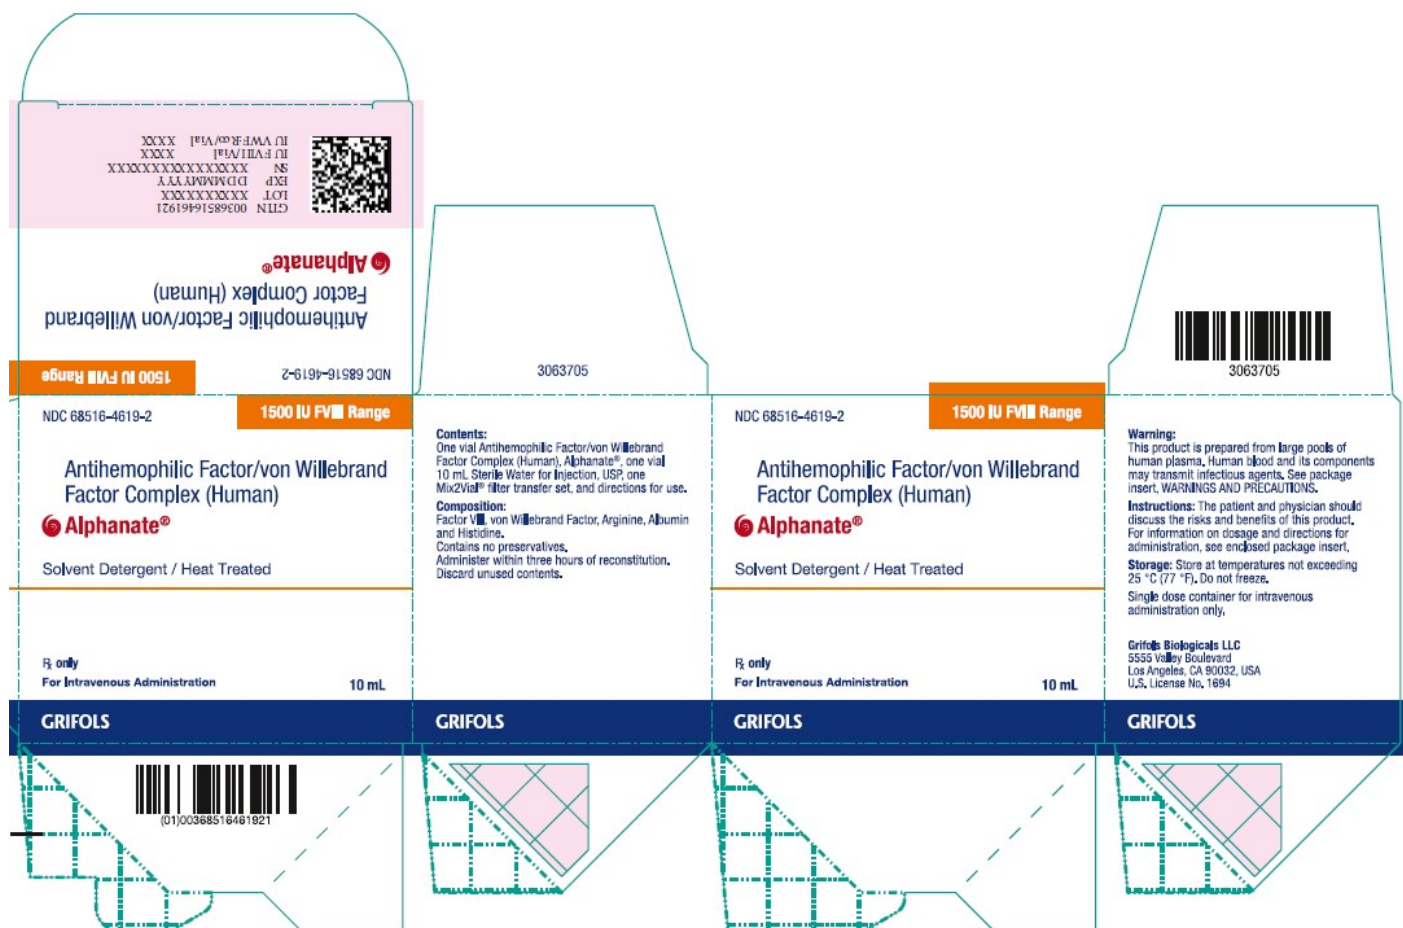 GTIN 00368516461921
LOT XXXXXXXXXX
EXP DDMMMYYYY
SN XXXXXXXXXXXXXXXX
IU FVIII/Vial XXXX
IU VWF:R:co/Vial XXXX
Alphanate®
Antihemophilic Factor/von Willebrand
Factor Complex (Human)
NDC 68516-4619-2
1500 IU FVIII Range
NDC 68516-4619-2
1500 IU FVIII Range
Antihemophilic Factor/von Willebrand
Factor Complex (Human)
Alphanate®
Solvent Detergent / Heat Treated
Rx only
For Intravenous Administration
10 mL
GRIFOLS
(01)00368516461921
3063705
Contents:
One vial Antihemophilic Factor/von Willebrand
Factor Complex (Human), Alphanate®, one vial
10 mL Sterile Water for Injection, USP, one
Mix2Vial® filter transfer set, and directions for use.
Composition:
Factor VIII, von Willebrand Factor, Arginine, Albumin
and Histidine.
Contains no preservatives.
Administer within three hours of reconstitution.
Discard unused contents.
GRIFOLS
NDC 68516-4619-2
1500 IU FVIII Range
Antihemophilic Factor/von Willebrand
Factor Complex (Human)
Alphanate®
Solvent Detergent / Heat Treated
Rx only
For Intravenous Administration
10 mL
GRIFOLS
3063705
Warning:
This product is prepared from large pools of
human plasma. Human blood and its components
may transmit infectious agents. See package
insert, WARNINGS AND PRECAUTIONS.
Instructions: The patient and physician should
discuss the risks and benefits of this product.
For information on dosage and directions for
administration, see enclosed package insert.
Storage: Store at temperatures not exceeding
25 °C (77 °F). Do not freeze.
Single dose container for intravenous
administration only.
Grifols Biologicals LLC
5555 Valley Boulevard
Los Angeles, CA 90032, USA
U.S. License No. 1694
GRIFOLS